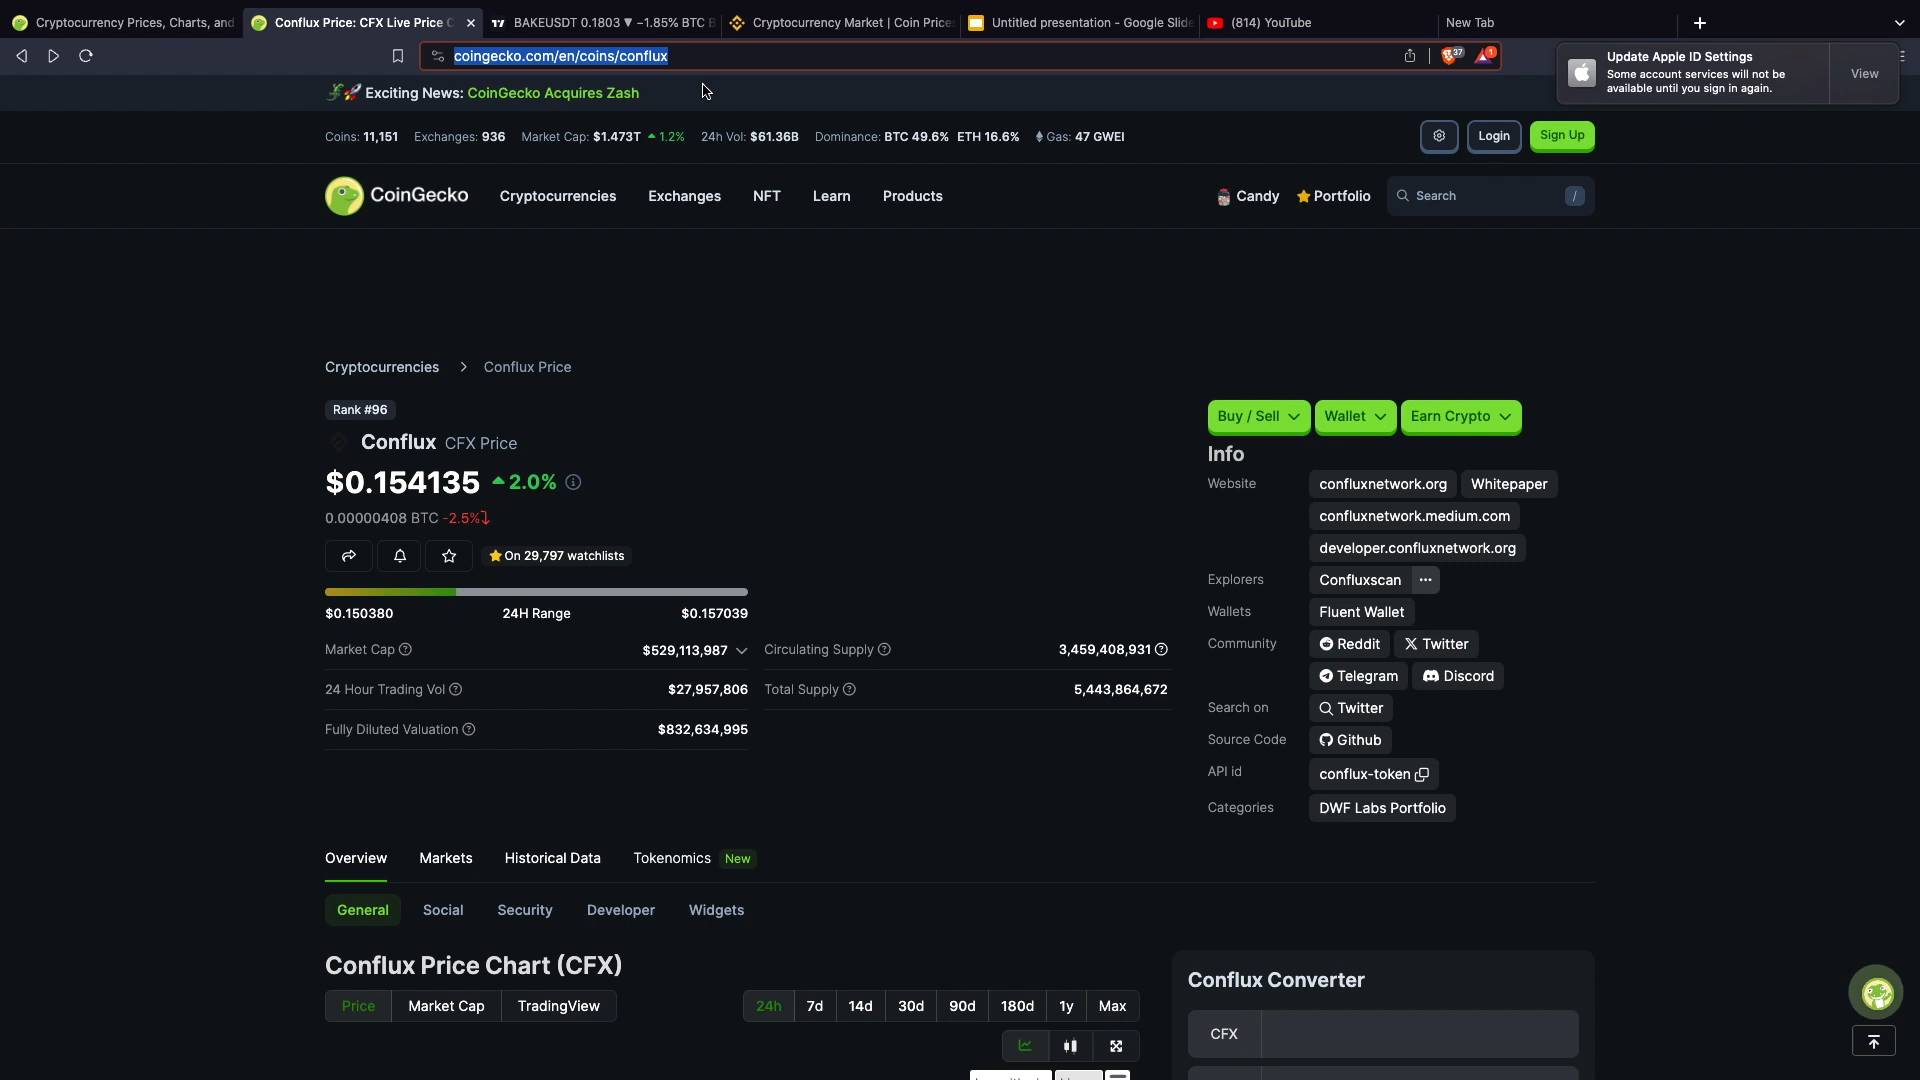 Cryptocurrency Prices, Charts, and
Conflux Price: CFX Live Price C
BAKEUSDT 0.1803 ▼ −1.85% BTC B
Cryptocurrency Market | Coin Price
Untitled presentation - Google Slide
(814) YouTube
New Tab
coingecko.com/en/coins/conflux
37
1
Update Apple ID Settings
Some account services will not be
available until you sign in again.
View
Exciting News: CoinGecko Acquires Zash
Coins: 11,151 Exchanges: 936 Market Cap: $1.473T 1.2% 24h Vol: $61.36B Dominance: BTC 49.6% ETH 16.6% Gas: 47 GWEI
Login
Sign Up
CoinGecko
Cryptocurrencies
Exchanges
NFT
Learn
Products
Candy
Portfolio
Search
/
Cryptocurrencies > Conflux Price
Rank #96
Conflux CFX Price
$0.154135 2.0%
0.00000408 BTC -2.5%
On 29,797 watchlists
$0.150380 24H Range $0.157039
Market Cap $529,113,987
Circulating Supply 3,459,408,931
24 Hour Trading Vol $27,957,806
Total Supply 5,443,864,672
Fully Diluted Valuation $832,634,995
Buy / Sell
Wallet
Earn Crypto
Info
Website confluxnetwork.org Whitepaper
confluxnetwork.medium.com
developer.confluxnetwork.org
Explorers Confluxscan ...
Wallets Fluent Wallet
Community Reddit Twitter
Telegram Discord
Search on Twitter
Source Code Github
API id conflux-token
Categories DWF Labs Portfolio
Overview
Markets
Historical Data
Tokenomics New
General
Social
Security
Developer
Widgets
Conflux Price Chart (CFX)
Price
Market Cap
TradingView
24h 7d 14d 30d 90d 180d 1y Max
Conflux Converter
CFX